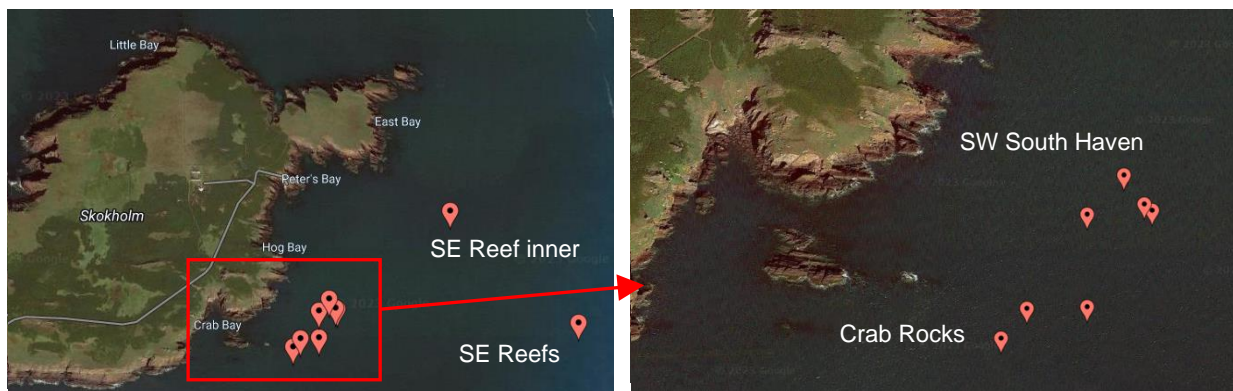 Little Bay
East Bay
Peter's Bay
Skokholm
SE Reef inner
Hog Bay
Crab Bay
SE Reefs
SW South Haven
Crab Rocks